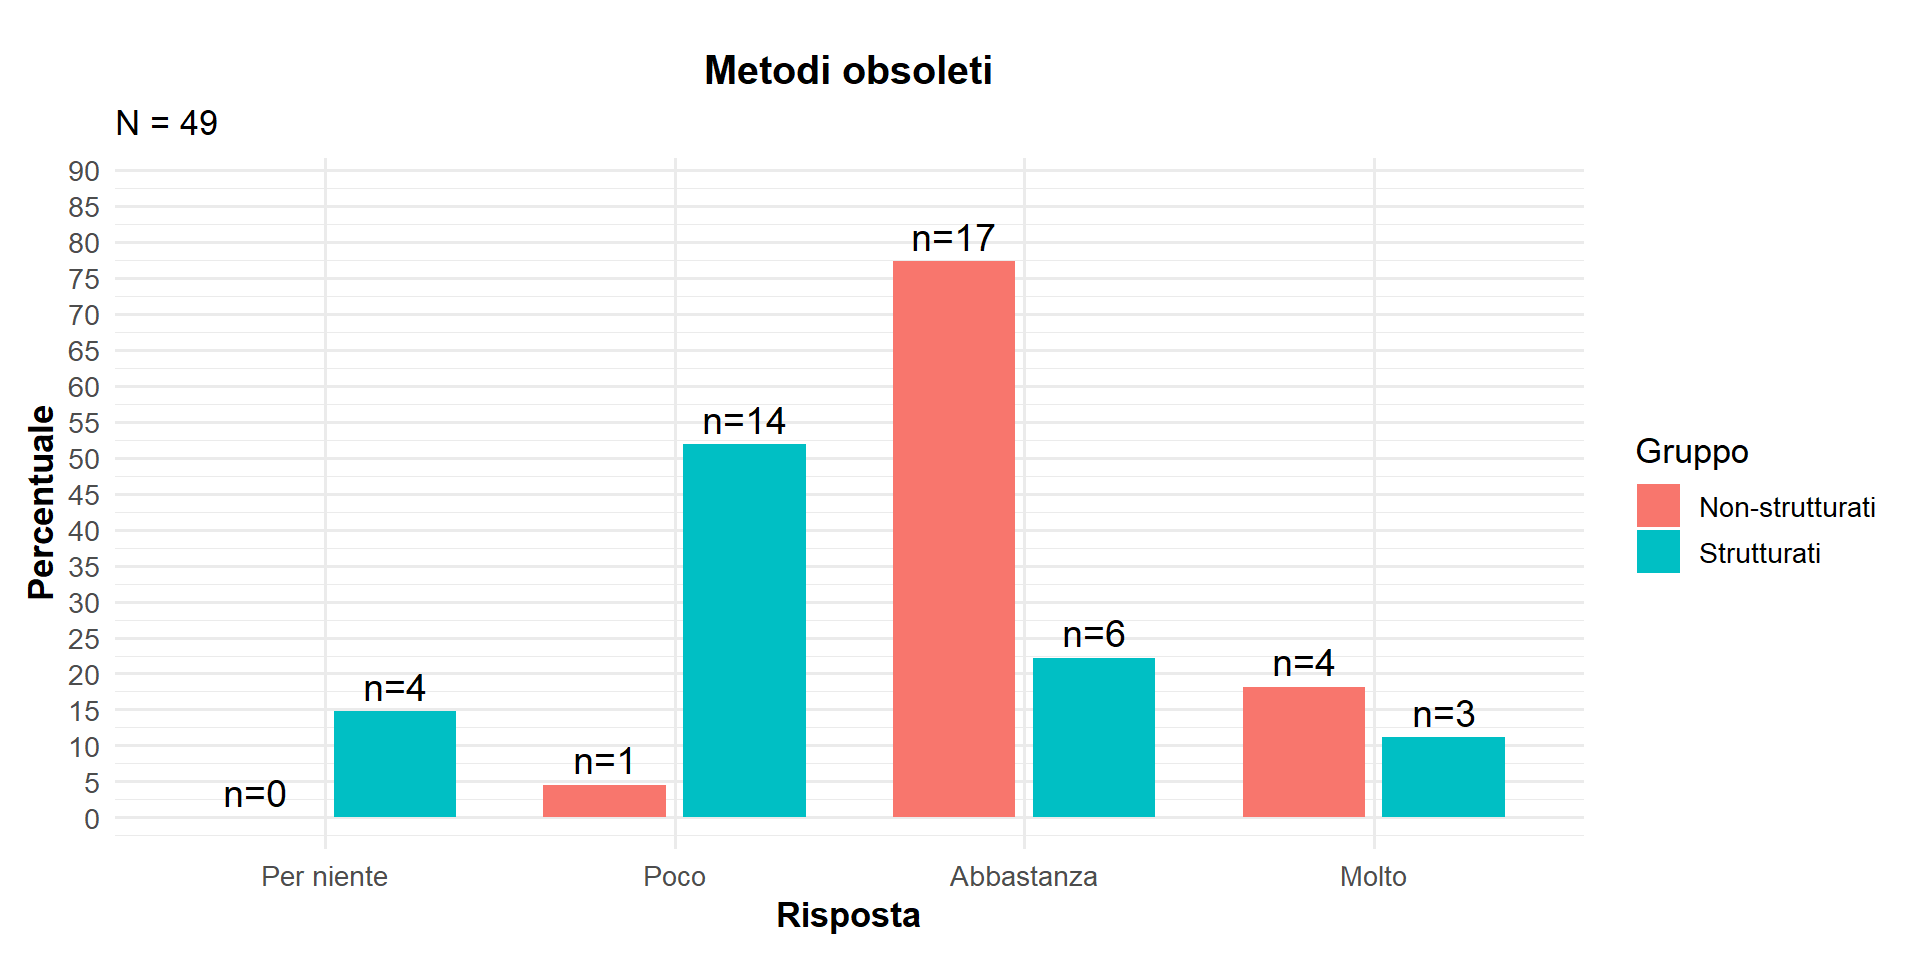 Metodi obsoleti
N = 49
90
85
80
75
70
65
60
55
50
45
40
35
30
25
20
15
10
5
0
Percentuale
n=0
n=4
n=1
n=14
n=17
n=6
n=4
n=3
Per niente
Poco
Abbastanza
Molto
Risposta
Gruppo
Non-strutturati
Strutturati